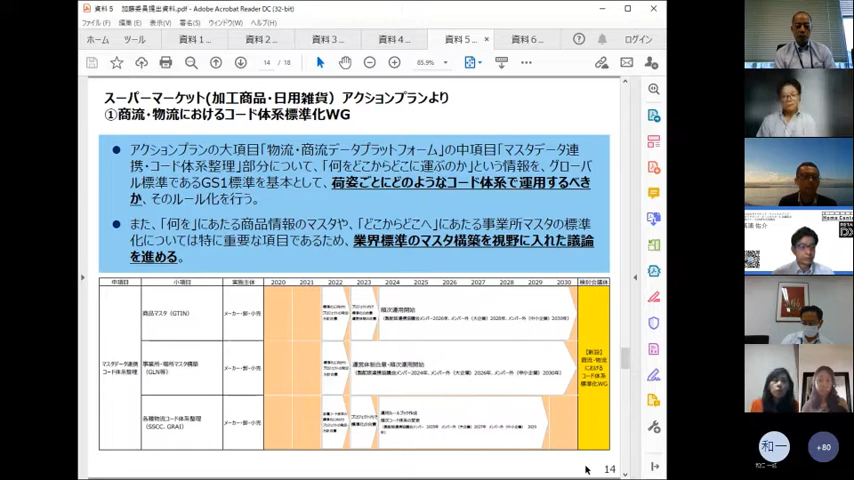 資料５ 加藤委員提出資料.pdf - Adobe Acrobat Reader DC (32-bit)
ファイル(F) 編集(E) 表示(V) 署名(S) ウィンドウ(W) ヘルプ(H)
ホーム ツール 資料１... 資料２... 資料３... 資料４... 資料５... × 資料６... ログイン
14 / 18 85.9%
スーパーマーケット(加工商品・日用雑貨) アクションプランより
①商流・物流におけるコード体系標準化WG
● アクションプランの大項目「物流・商流データプラットフォーム」の中項目「マスタデータ連
携・コード体系整理」部分について、「何をどこからどこに運ぶのか」という情報を、グローバ
ル標準であるGS1標準を基本として、荷姿ごとにどのようなコード体系で運用するべき
か、そのルール化を行う。
● また、「何を」にあたる商品情報のマスタや、「どこからどこへ」にあたる事業所マスタの標準
化については特に重要な項目であるため、業界標準のマスタ構築を視野に入れた議論
を進める。
中項目 小項目 実施主体 2020 2021 2022 2023 2024 2025 2026 2027 2028 2029 2030 検討会議体
商品マスタ（GTIN） メーカー・卸・小売
順次運用開始
マスタデータ連携・
コード体系整理
事業所・場所マスタ構築
（GLN等）
メーカー・卸・小売
運営体制合意・順次運用開始
【新設】
商流・物流
における
コード体系
標準化WG
各種物流コード体系整理
（SSCC、GRAI）
メーカー・卸・小売
14
Home Cente
和一
+80